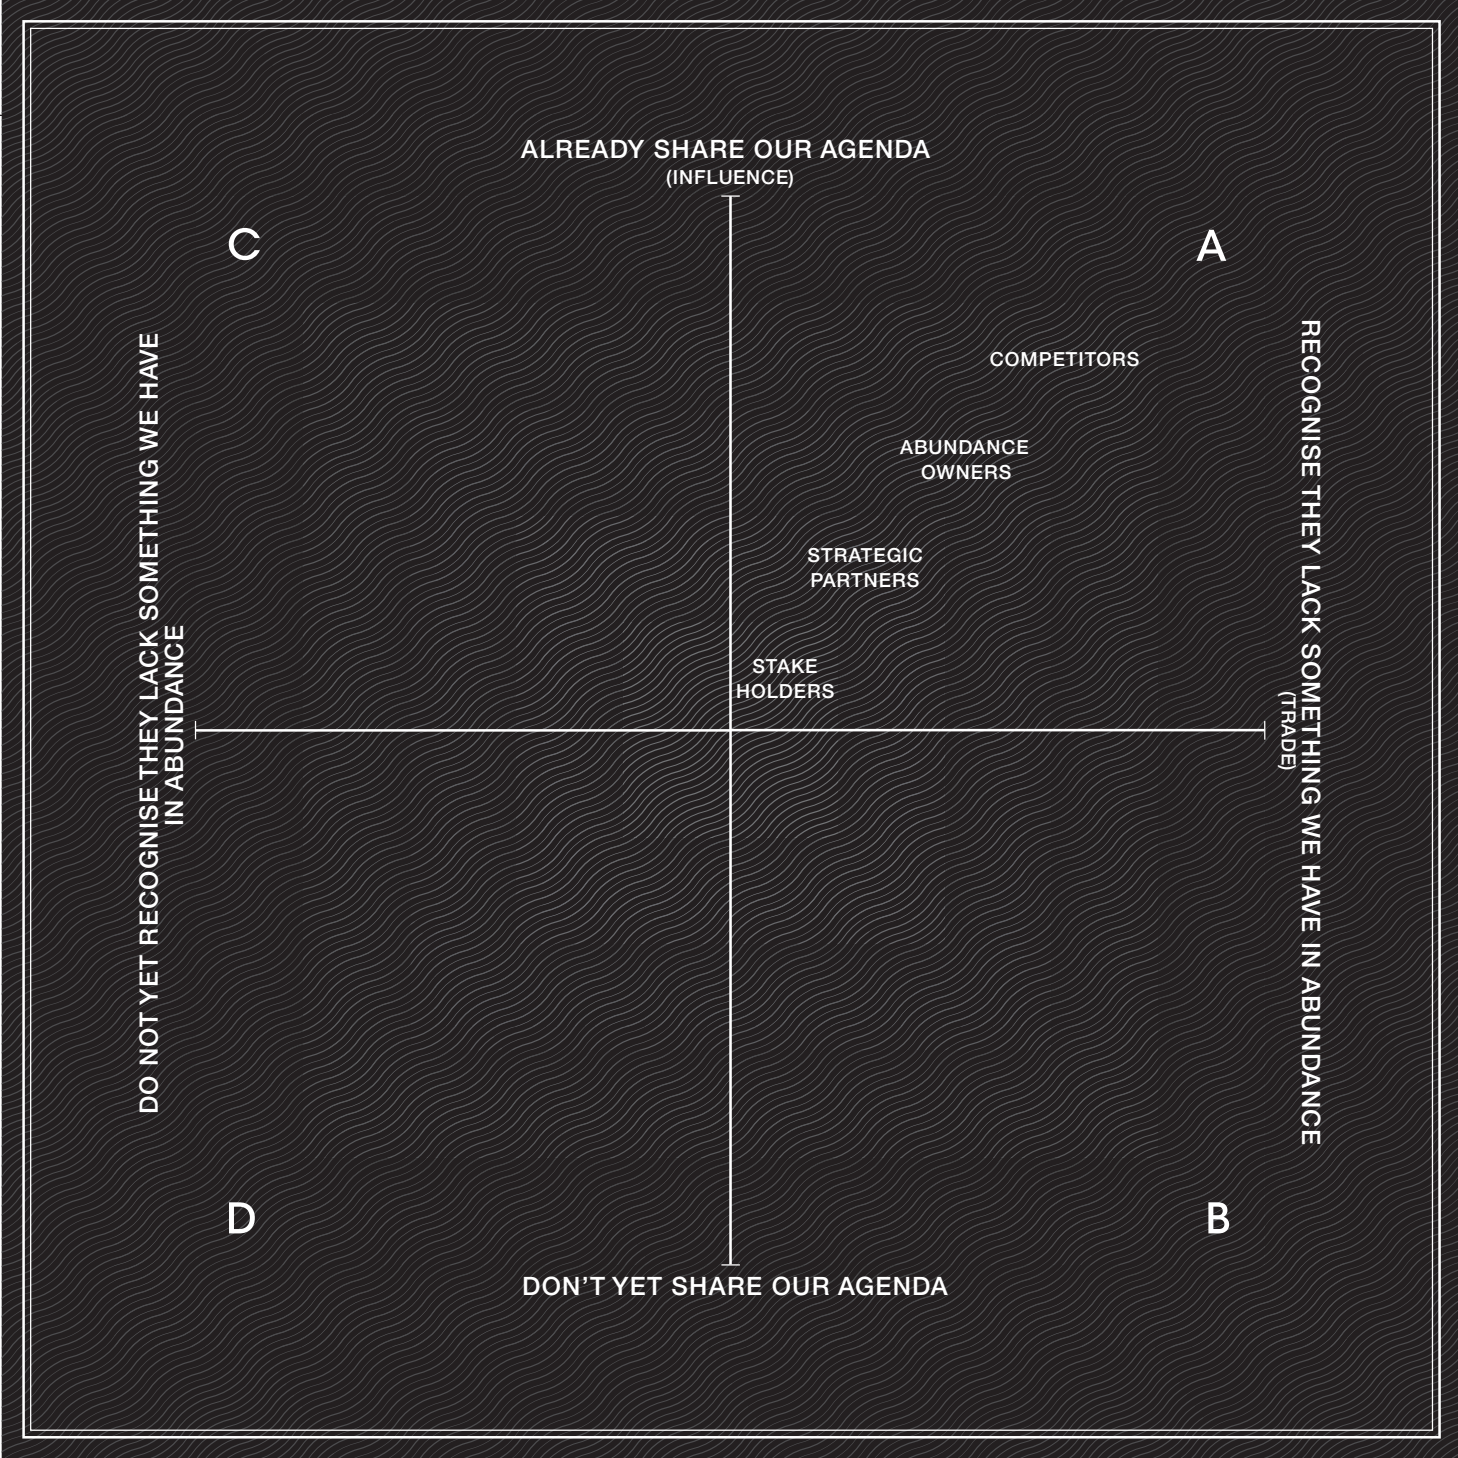 ALREADY SHARE OUR AGENDA
(INFLUENCE)
C
A
DO NOT YET RECOGNISE THEY LACK SOMETHING WE HAVE
IN ABUNDANCE
RECOGNISE THEY LACK SOMETHING WE HAVE IN ABUNDANCE
(TRADE)
COMPETITORS
ABUNDANCE
OWNERS
STRATEGIC
PARTNERS
STAKE
HOLDERS
D
B
DON’T YET SHARE OUR AGENDA